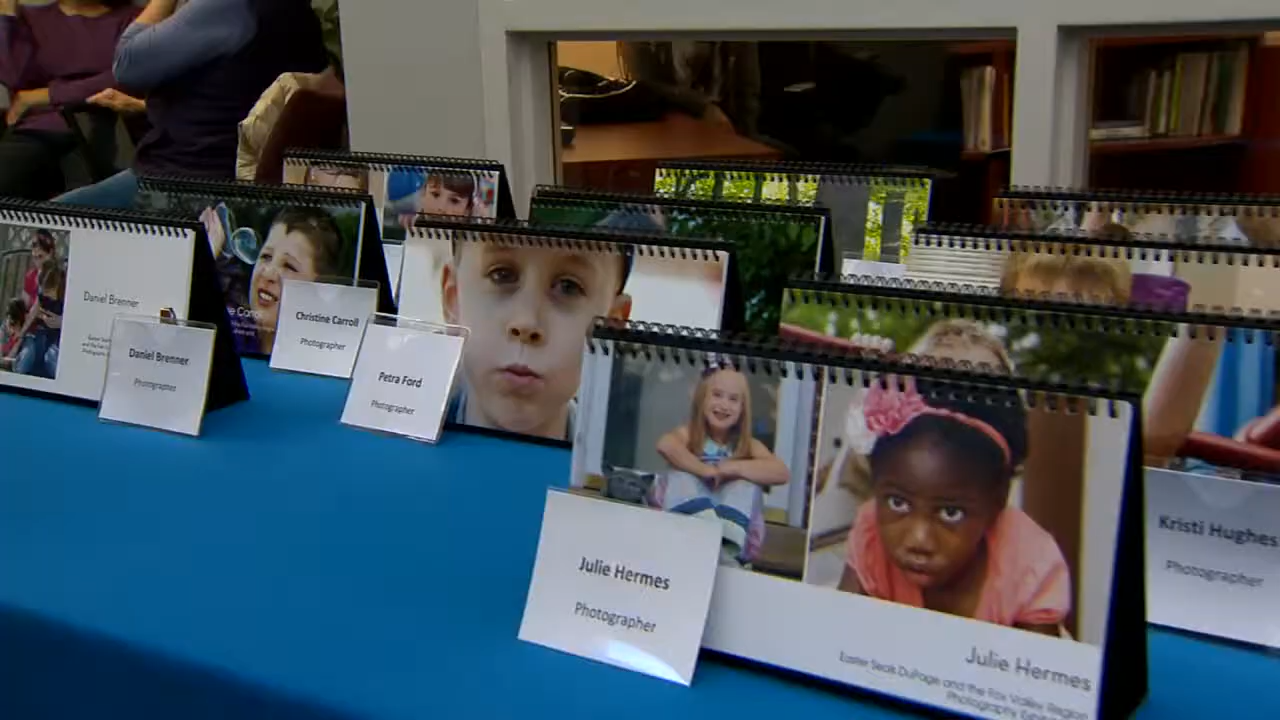 Daniel Brenner
Daniel Brenner
Photographer
Christine Carroll
Photographer
Petra Ford
Photographer
Julie Hermes
Photographer
Julie Hermes
Easter Seals DuPage and the Fox Valley Region
Photography
Kristi Hughes
Photographer